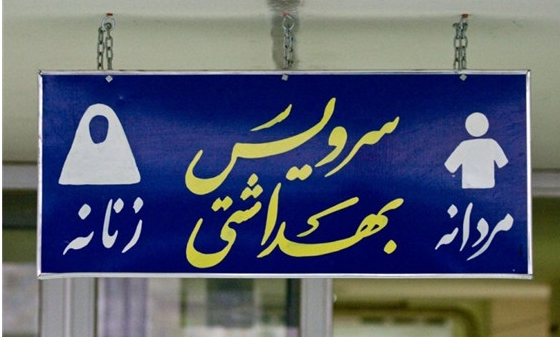 سرویس
بهداشتی
مردانه
زنانه